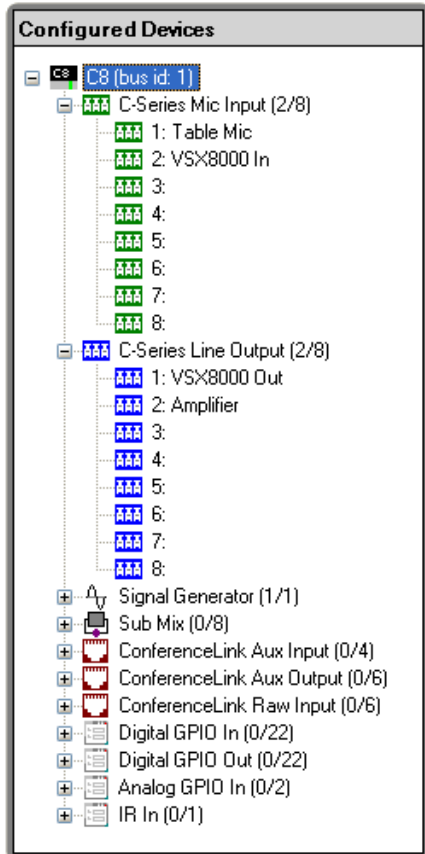 Configured Devices
C8 C8 (bus id: 1)
C-Series Mic Input (2/8)
1: Table Mic
2: VSX8000 In
3:
4:
5:
6:
7:
8:
C-Series Line Output (2/8)
1: VSX8000 Out
2: Amplifier
3:
4:
5:
6:
7:
8:
Signal Generator (1/1)
Sub Mix (0/8)
ConferenceLink Aux Input (0/4)
ConferenceLink Aux Output (0/6)
ConferenceLink Raw Input (0/6)
Digital GPIO In (0/22)
Digital GPIO Out (0/22)
Analog GPIO In (0/2)
IR In (0/1)